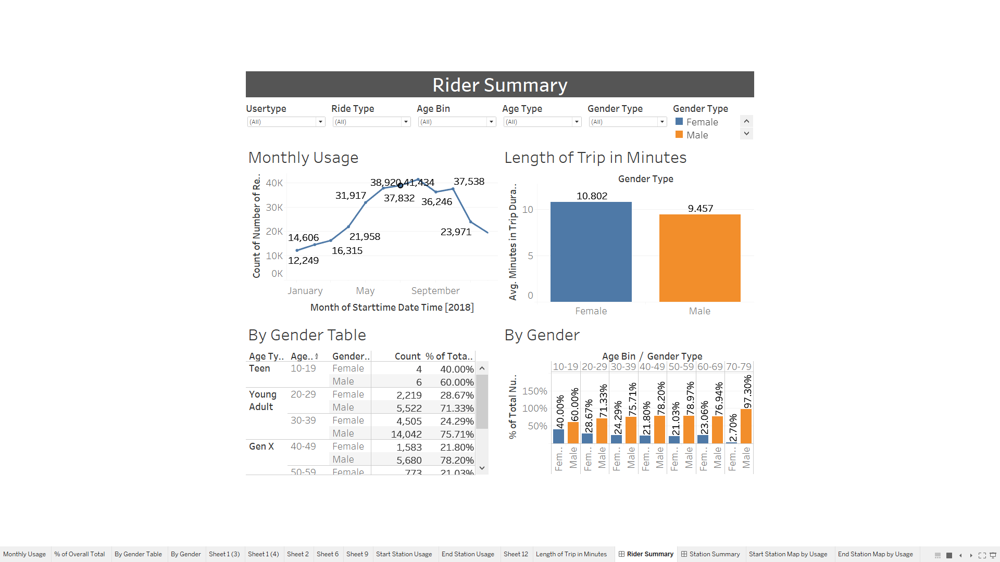 Rider Summary
Usertype Ride Type Age Bin Age Type Gender Type Gender Type
(All) (All) (All) (All) (All) Female
Male
Monthly Usage
Count of Number of Re..
40K
30K
20K
10K
0K
38,920 41,434 37,538
31,917 37,832 36,246
14,606 21,958 23,971
16,315
12,249
January May September
Month of Starttime Date Time [2018]
Length of Trip in Minutes
Gender Type
Avg. Minutes in Trip Dura..
10
5
0
10.802
9.457
Female Male
By Gender Table
Age Ty.. Age.. Gender.. Count % of Tota..
Teen 10-19 Female 4 40.00%
Male 6 60.00%
Young 20-29 Female 2,219 28.67%
Adult Male 5,522 71.33%
30-39 Female 4,505 24.29%
Male 14,042 75.71%
Gen X 40-49 Female 1,583 21.80%
Male 5,680 78.20%
50-59 Female 773 21.03%
By Gender
Age Bin / Gender Type
10-19 20-29 30-39 40-49 50-59 60-69 70-79
% of Total Nu..
150%
100%
50%
40.00% 60.00% 28.67% 71.33% 24.29% 75.71% 21.80% 78.20% 21.03% 78.97% 23.06% 76.94% 2.70% 97.30%
Fem.. Male Fem.. Male Fem.. Male Fem.. Male Fem.. Male Fem.. Male Fem.. Male
Monthly Usage % of Overall Total By Gender Table By Gender Sheet 1 (3) Sheet 1 (4) Sheet 2 Sheet 6 Sheet 9 Start Station Usage End Station Usage Sheet 12 Length of Trip in Minutes Rider Summary Station Summary Start Station Map by Usage End Station Map by Usage